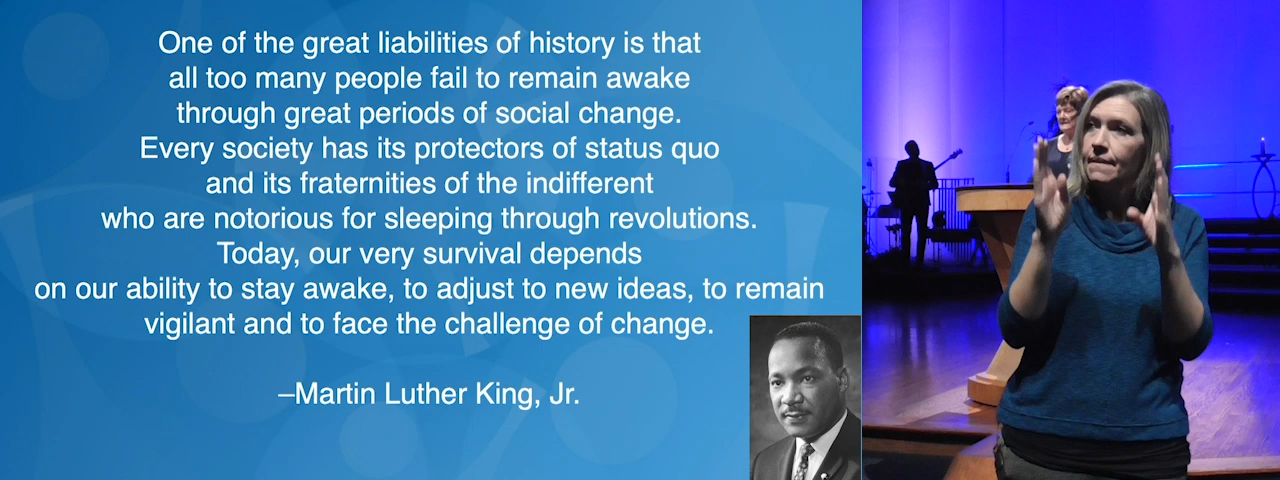 One of the great liabilities of history is that
all too many people fail to remain awake
through great periods of social change.
Every society has its protectors of status quo
and its fraternities of the indifferent
who are notorious for sleeping through revolutions.
Today, our very survival depends
on our ability to stay awake, to adjust to new ideas, to remain
vigilant and to face the challenge of change.
–Martin Luther King, Jr.